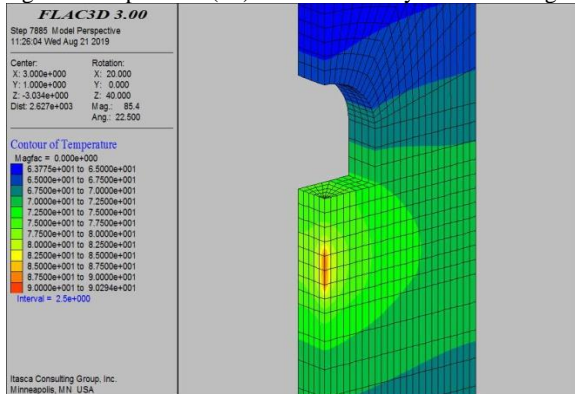 FLAC3D 3.00
Step 7885 Model Perspective
11:26:04 Wed Aug 21 2019
Center:
X: 3.000e+000
Y: 1.000e+000
Z: -3.034e+000
Dist: 2.627e+003
Rotation:
X: 20.000
Y: 0.000
Z: 40.000
Mag.: 85.4
Ang.: 22.500
Contour of Temperature
Magfac = 0.000e+000
6.3775e+001 to 6.5000e+001
6.5000e+001 to 6.7500e+001
6.7500e+001 to 7.0000e+001
7.0000e+001 to 7.2500e+001
7.2500e+001 to 7.5000e+001
7.5000e+001 to 7.7500e+001
7.7500e+001 to 8.0000e+001
8.0000e+001 to 8.2500e+001
8.2500e+001 to 8.5000e+001
8.5000e+001 to 8.7500e+001
8.7500e+001 to 9.0000e+001
9.0000e+001 to 9.0294e+001
Interval = 2.5e+000
Itasca Consulting Group, Inc.
Minneapolis, MN USA